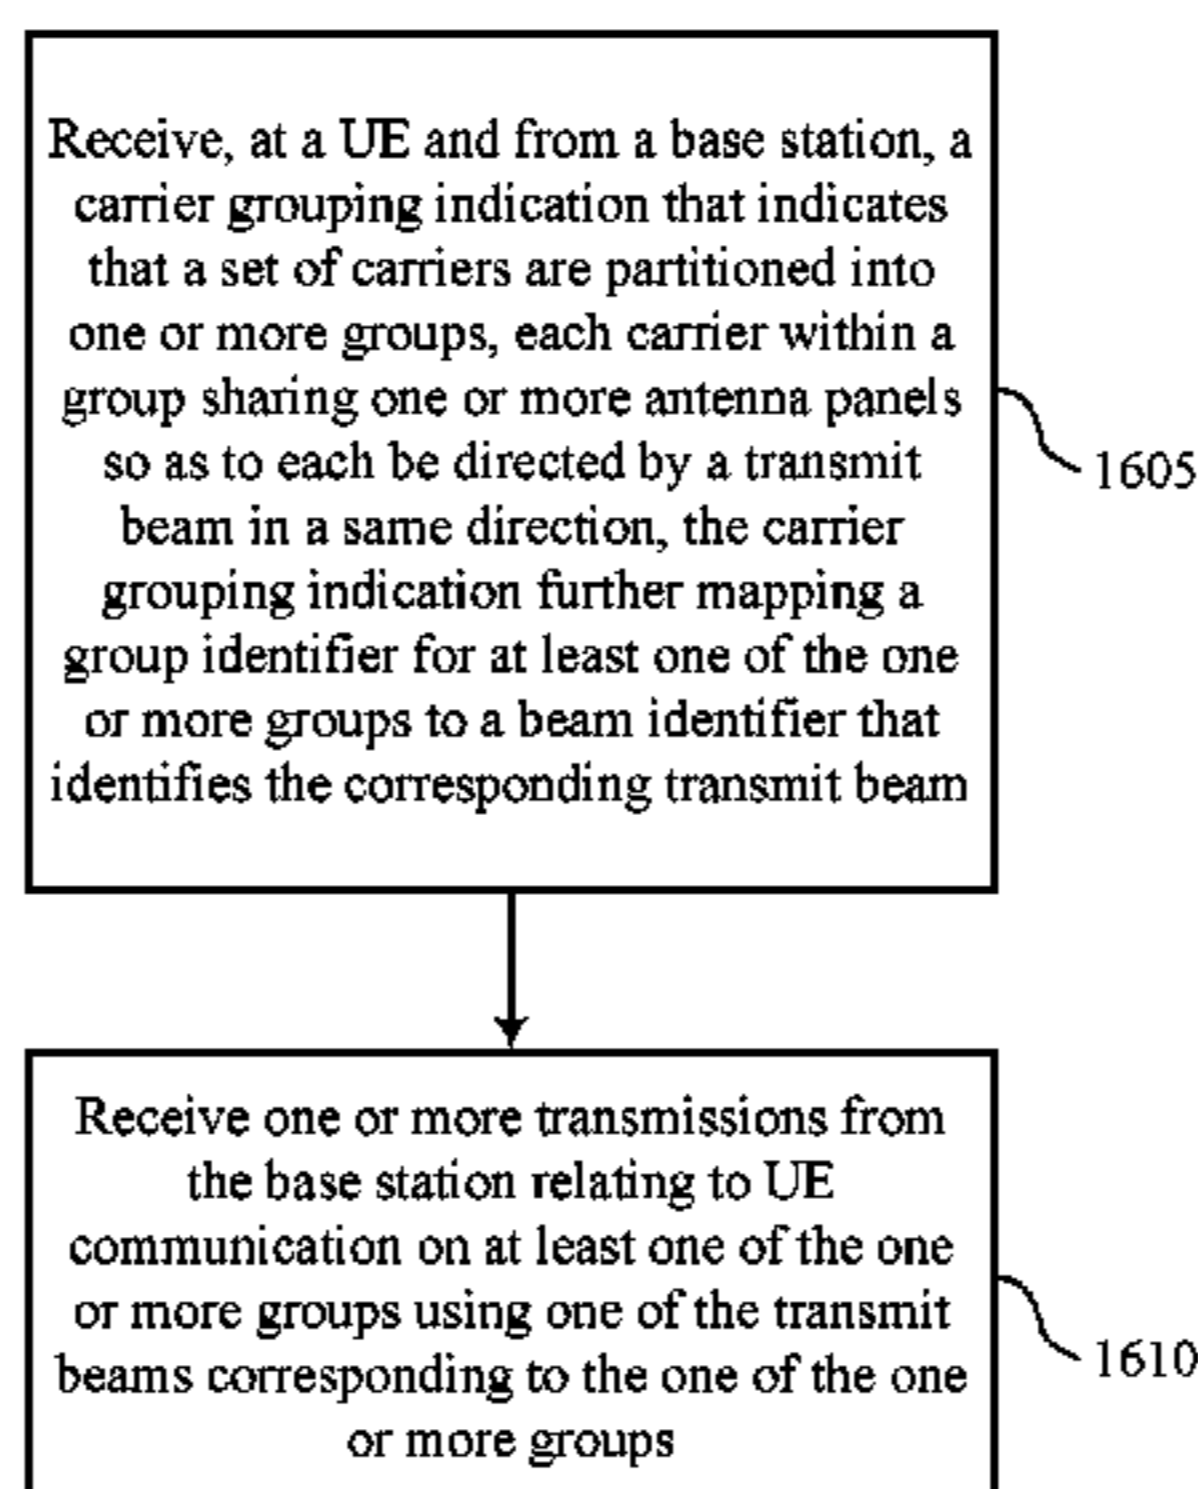 Receive, at a UE and from a base station, a
carrier grouping indication that indicates
that a set of carriers are partitioned into
one or more groups, each carrier within a
group sharing one or more antenna panels
so as to each be directed by a transmit
beam in a same direction, the carrier
grouping indication further mapping a
group identifier for at least one of the one
or more groups to a beam identifier that
identifies the corresponding transmit beam
1605
Receive one or more transmissions from
the base station relating to UE
communication on at least one of the one
or more groups using one of the transmit
beams corresponding to the one of the one
or more groups
1610